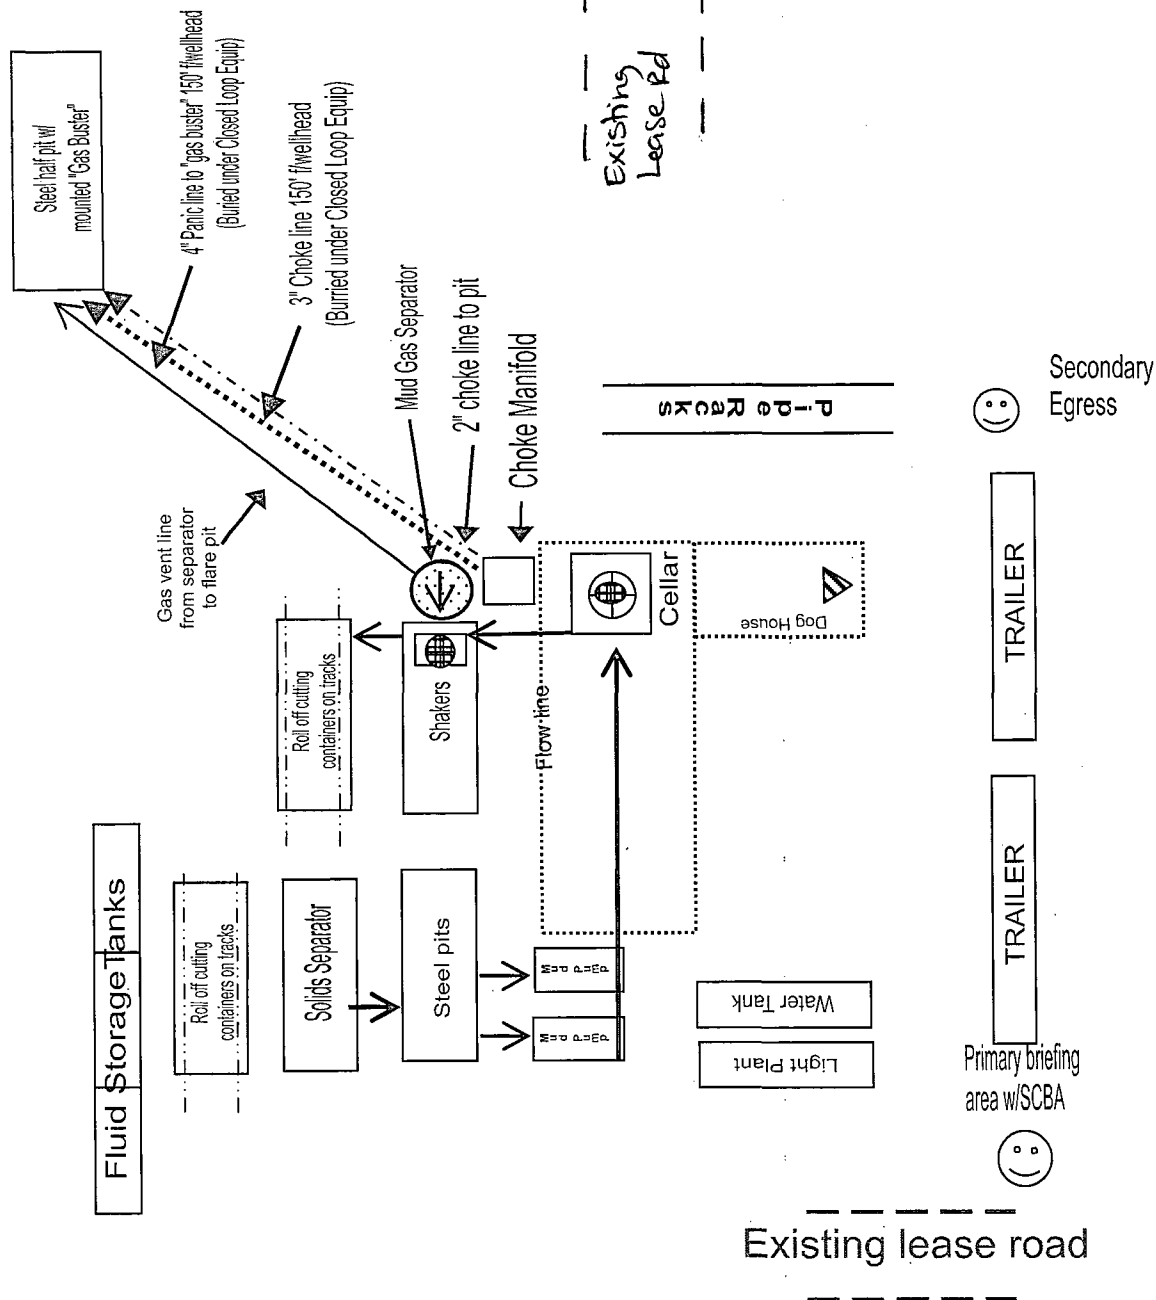 Steel half pit w/
mounted "Gas Buster"
4" Panic line to "gas buster" 150' f/wellhead
(Buried under Closed Loop Equip)
3" Choke line 150' f/wellhead
(Burried under Closed Loop Equip)
Existing
Lease Rd
Mud Gas Separator
2" choke line to pit
Choke Manifold
Gas vent line
from separator
to flare pit
Pipe Racks
Secondary
Egress
Roll off cutting
containers on tracks
Shakers
Flow line
Cellar
Dog House
TRAILER
Fluid Storage Tanks
Roll off cutting
containers on tracks
Solids Separator
Steel pits
Mud Pump
Mud Pump
Water Tank
Light Plant
TRAILER
Primary briefing
area w/SCBA
Existing lease road